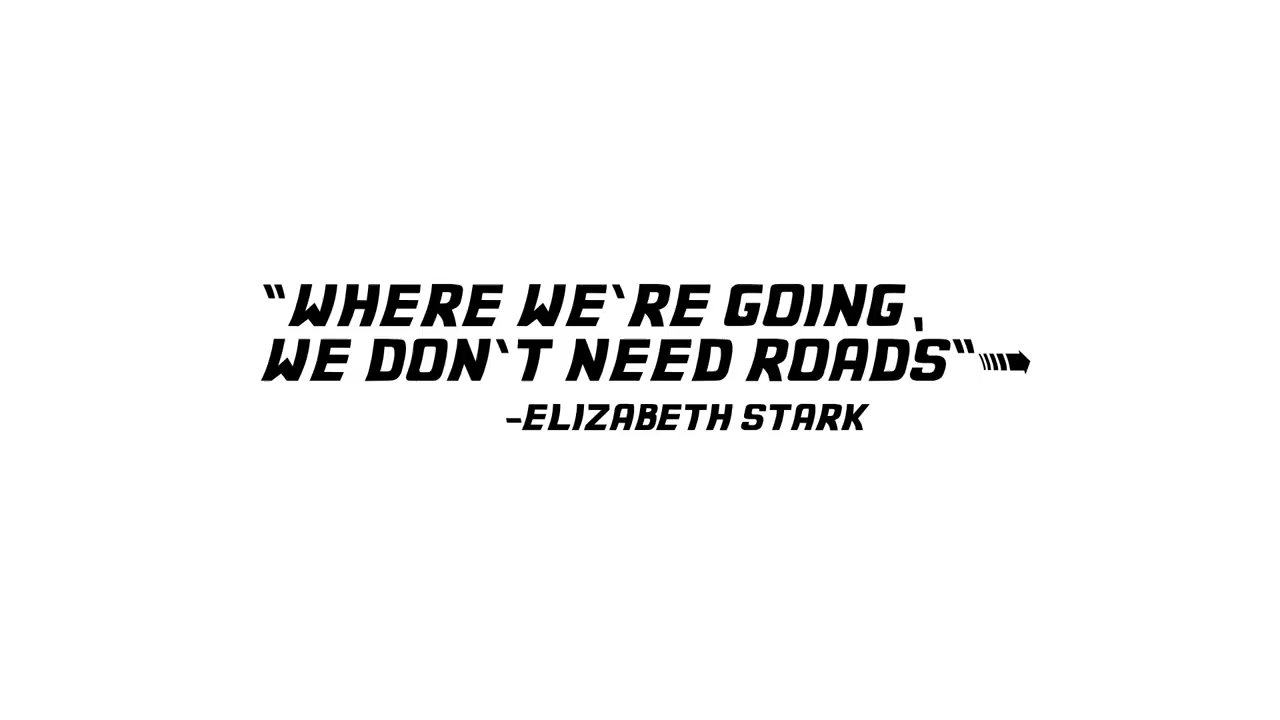 "WHERE WE'RE GOING,
WE DON'T NEED ROADS"
-ELIZABETH STARK